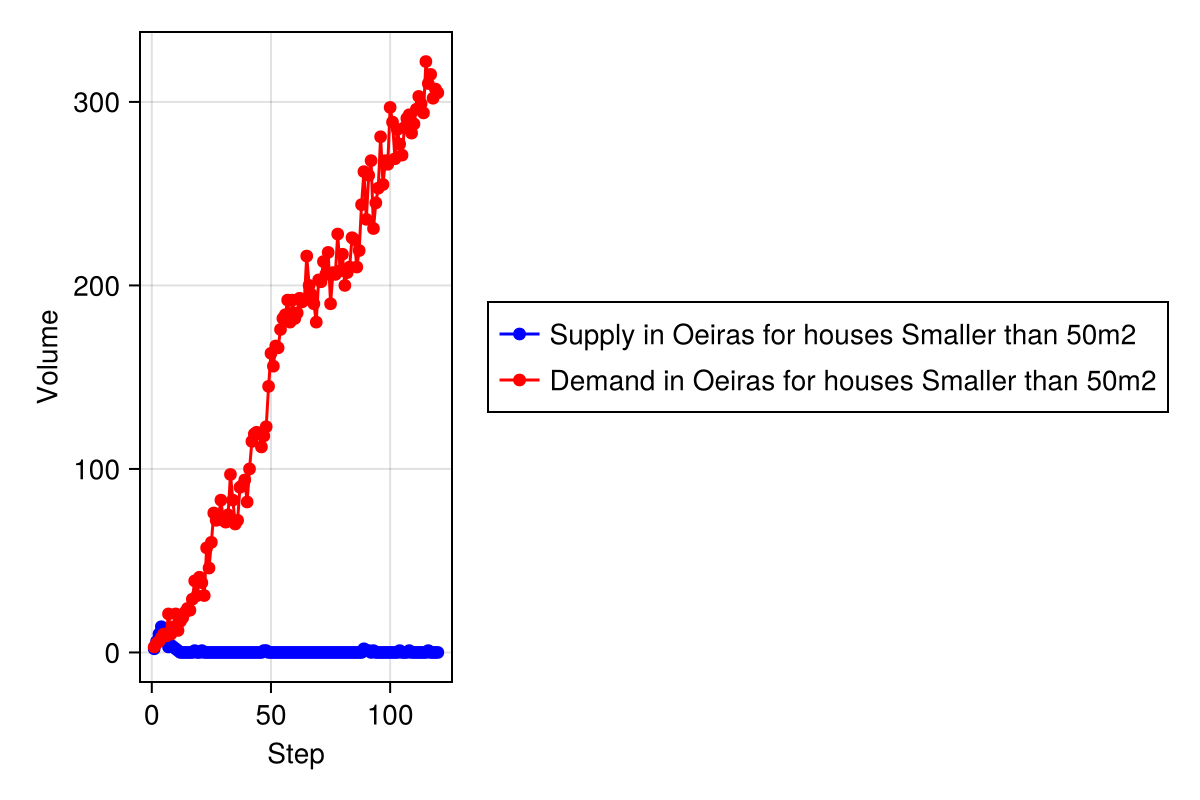 300
200
100
0
Volume
0 50 100
Step
Supply in Oeiras for houses Smaller than 50m2
Demand in Oeiras for houses Smaller than 50m2